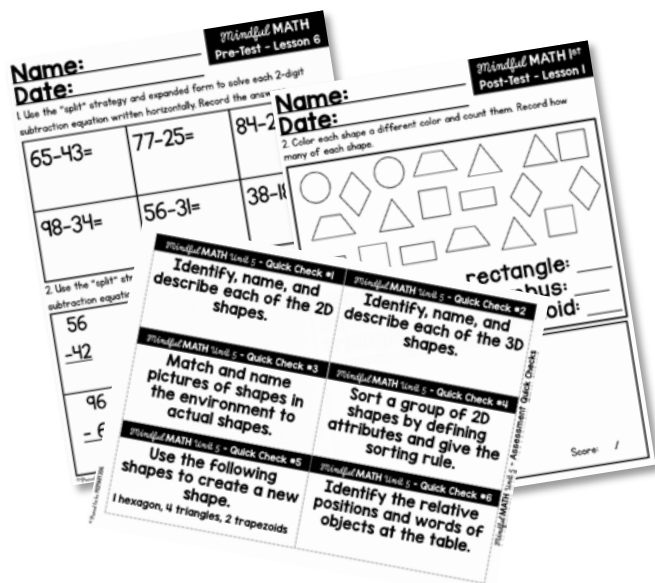 Mindful MATH
Pre-Test - Lesson 6
Name:
Date:
1. Use the "split" strategy and expanded form to solve each 2-digit
subtraction equation written horizontally. Record the
65-43=
77-25=
98-34=
56-31=
2. Use the "split"
subtraction
56
-42
96
Mindful MATH 1st
Post-Test - Lesson 1
Name:
Date:
2. Color each shape a different color and count them. Record how
many of each shape.
rectangle:
Score: /
Mindful MATH Unit 5 - Quick Check #1
Identify, name, and
describe each of the 2D
shapes.
Mindful MATH Unit 5 - Quick Check #2
Identify, name, and
describe each of the 3D
shapes.
Mindful MATH Unit 5 - Quick Check #3
Match and name
pictures of shapes in
the environment to
actual shapes.
Mindful MATH Unit 5 - Quick Check #4
Sort a group of 2D
shapes by defining
attributes and give the
sorting rule.
Mindful MATH Unit 5 - Quick Check #5
Use the following
shapes to create a new
shape.
1 hexagon, 4 triangles, 2 trapezoids
Mindful MATH Unit 5 - Quick Check #6
Identify the relative
positions and words of
objects at the table.
Mindful MATH Unit 5 - Assessment Quick Checks